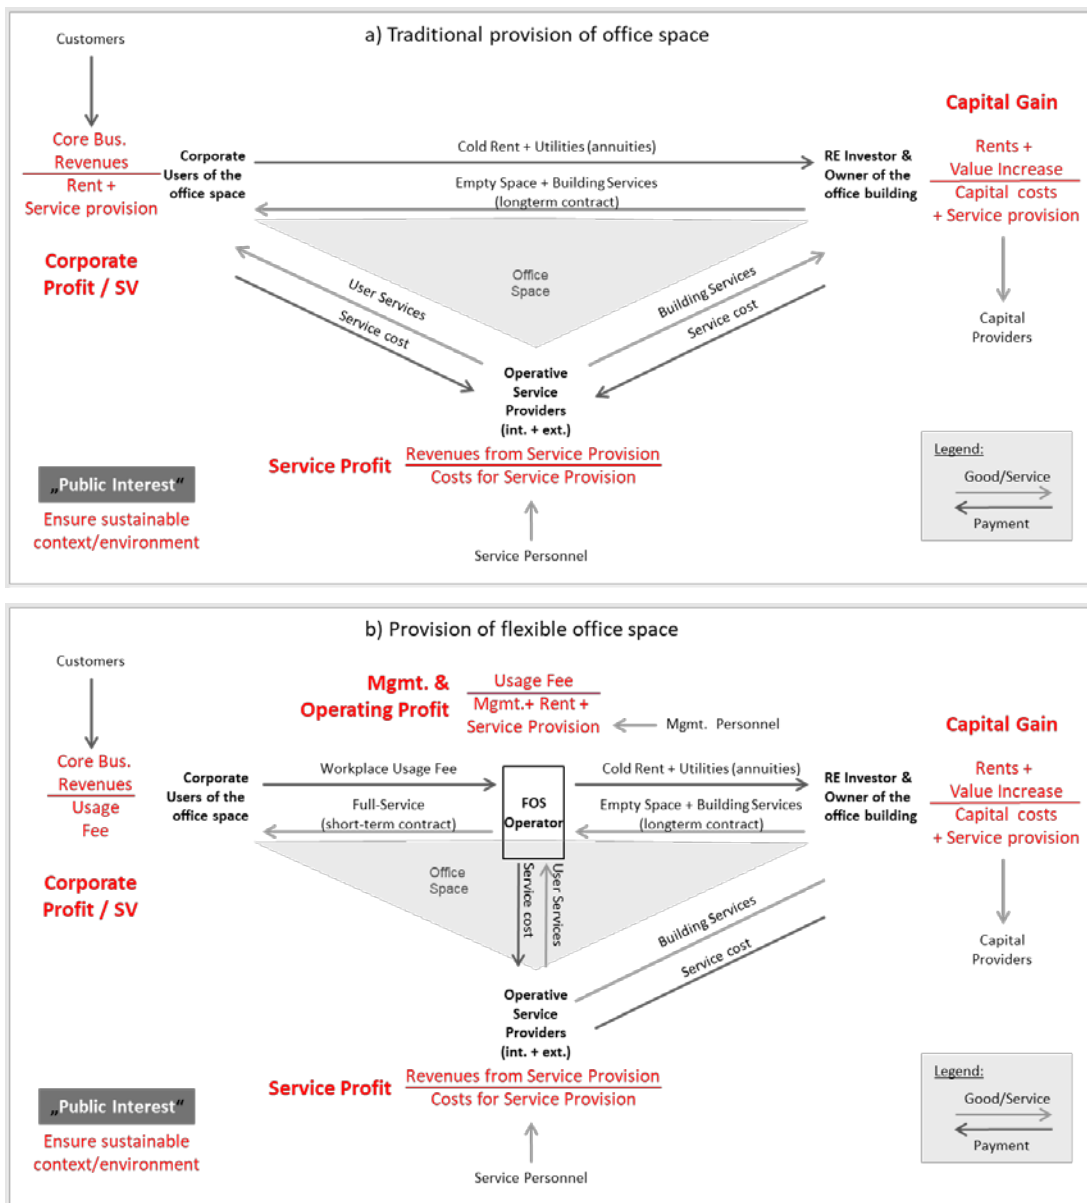 a) Traditional provision of office space
Customers
Core Bus.
Revenues
Rent +
Service provision
Corporate
Profit / SV
Corporate
Users of the
office space
Cold Rent + Utilities (annuities)
Empty Space + Building Services
(longterm contract)
RE Investor &
Owner of the
office building
Capital Gain
Rents +
Value Increase
Capital costs
+ Service provision
Capital
Providers
Office
Space
User Services
Service cost
Building Services
Service cost
Operative
Service
Providers
(int. + ext.)
Service Profit
Revenues from Service Provision
Costs for Service Provision
Service Personnel
„Public Interest“
Ensure sustainable
context/environment
Legend:
Good/Service
Payment
b) Provision of flexible office space
Customers
Mgmt. &
Operating Profit
Usage Fee
Mgmt.+ Rent +
Service Provision
Mgmt. Personnel
Core Bus.
Revenues
Usage
Fee
Corporate
Profit / SV
Corporate
Users of the
office space
Workplace Usage Fee
Full-Service
(short-term contract)
FOS
Operator
Cold Rent + Utilities (annuities)
Empty Space + Building Services
(longterm contract)
RE Investor &
Owner of the
office building
Capital Gain
Rents +
Value Increase
Capital costs
+ Service provision
Capital
Providers
Office
Space
Service cost
User Services
Building Services
Service cost
Operative
Service
Providers
(int. + ext.)
Service Profit
Revenues from Service Provision
Costs for Service Provision
Service Personnel
„Public Interest“
Ensure sustainable
context/environment
Legend:
Good/Service
Payment